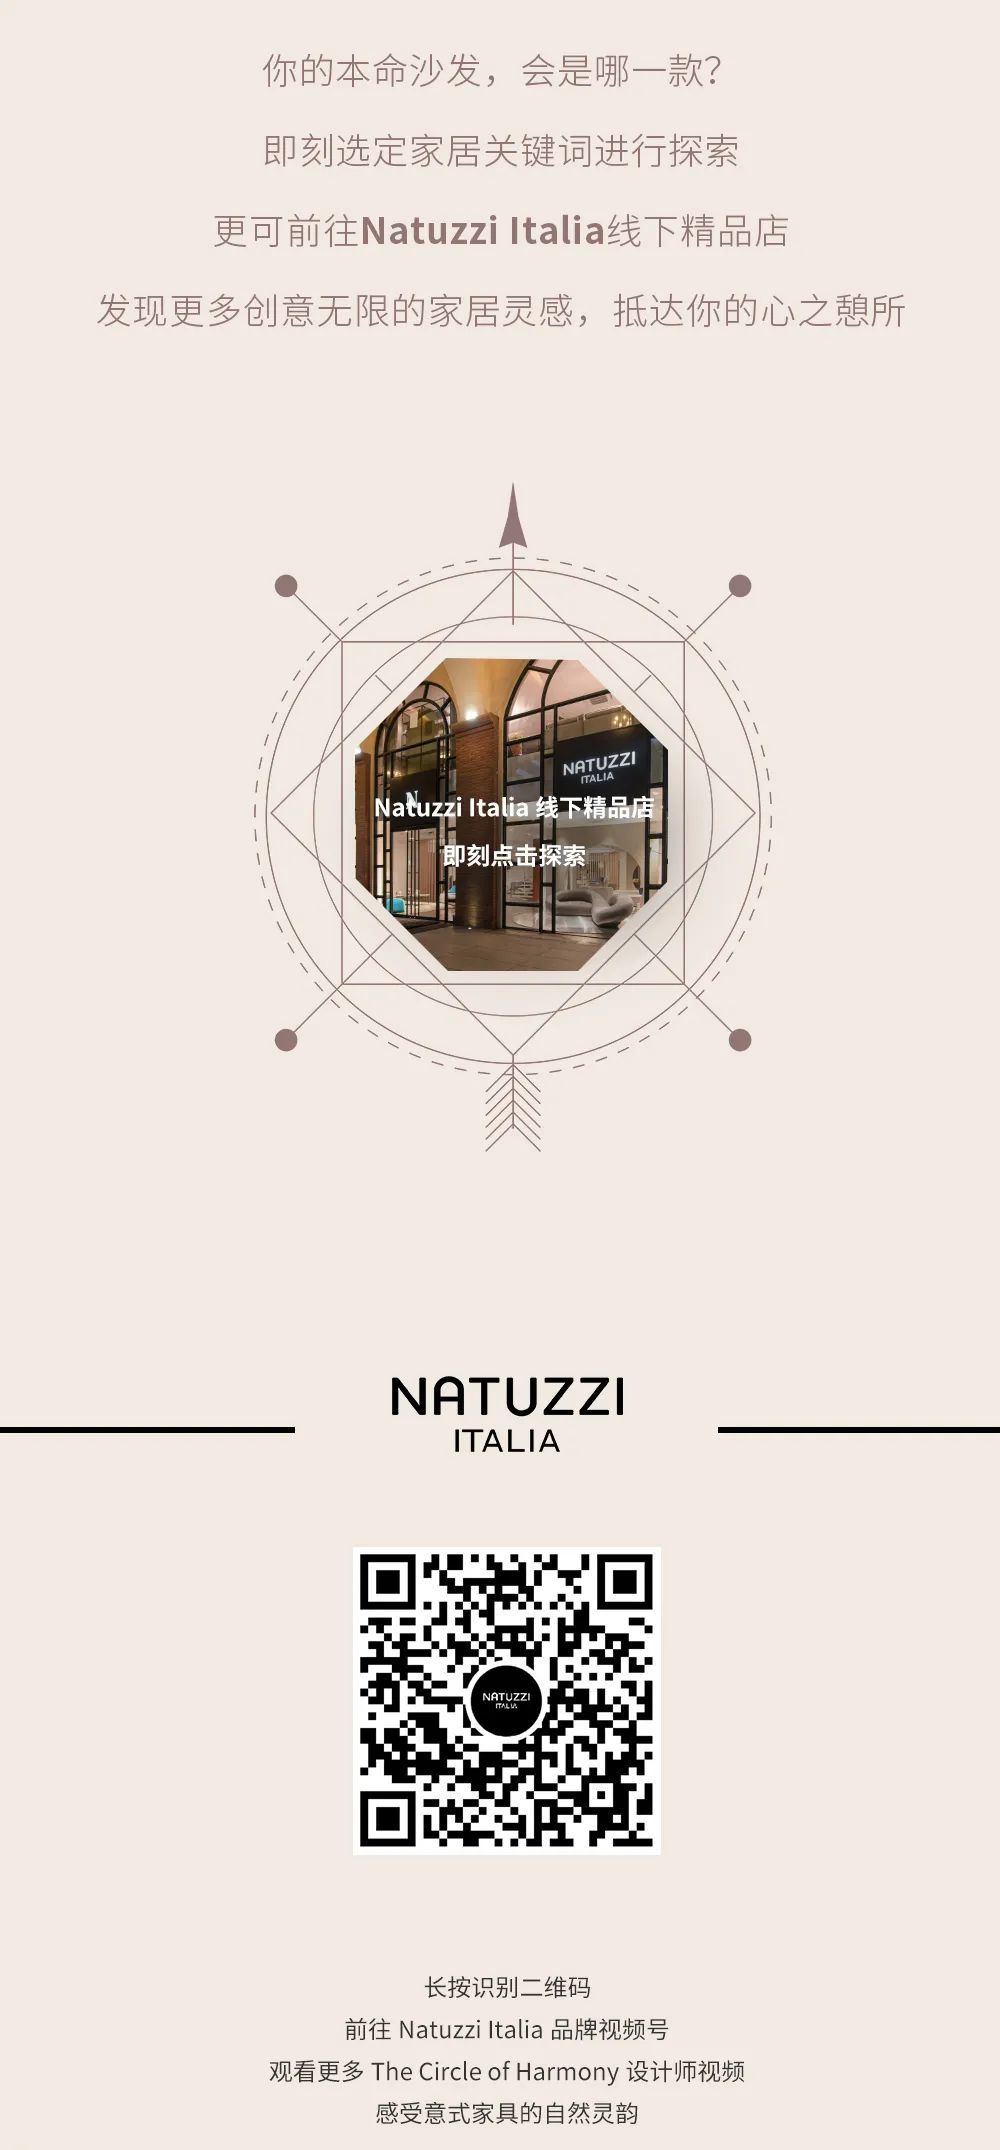 你的本命沙发，会是哪一款？
即刻选定家居关键词进行探索
更可前往Natuzzi Italia线下精品店
发现更多创意无限的家居灵感，抵达你的心之憩所
NATUZZI
ITALIA
N
Natuzzi Italia 线下精品店
即刻点击探索
NATUZZI
ITALIA
NATUZZI
ITALIA
长按识别二维码
前往 Natuzzi Italia 品牌视频号
观看更多 The Circle of Harmony 设计师视频
感受意式家具的自然灵韵